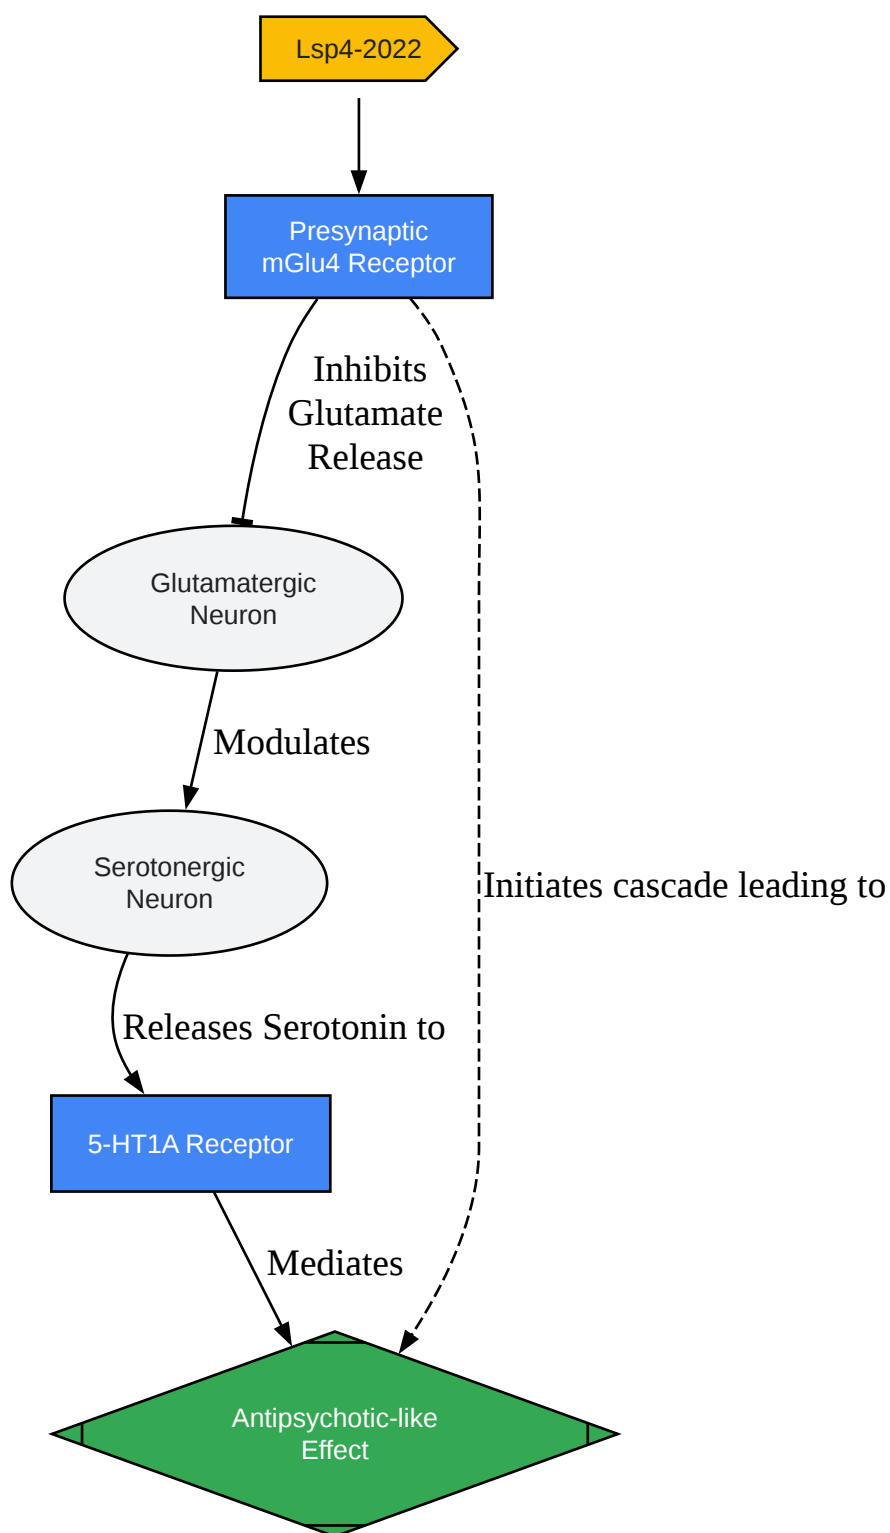 Lsp4-2022
Presynaptic
mGlu4 Receptor
Inhibits
Glutamate
Release
Glutamatergic
Neuron
Modulates
Serotonergic
Neuron
Initiates cascade leading to
Releases Serotonin to
5-HT1A Receptor
Mediates
Antipsychotic-like
Effect